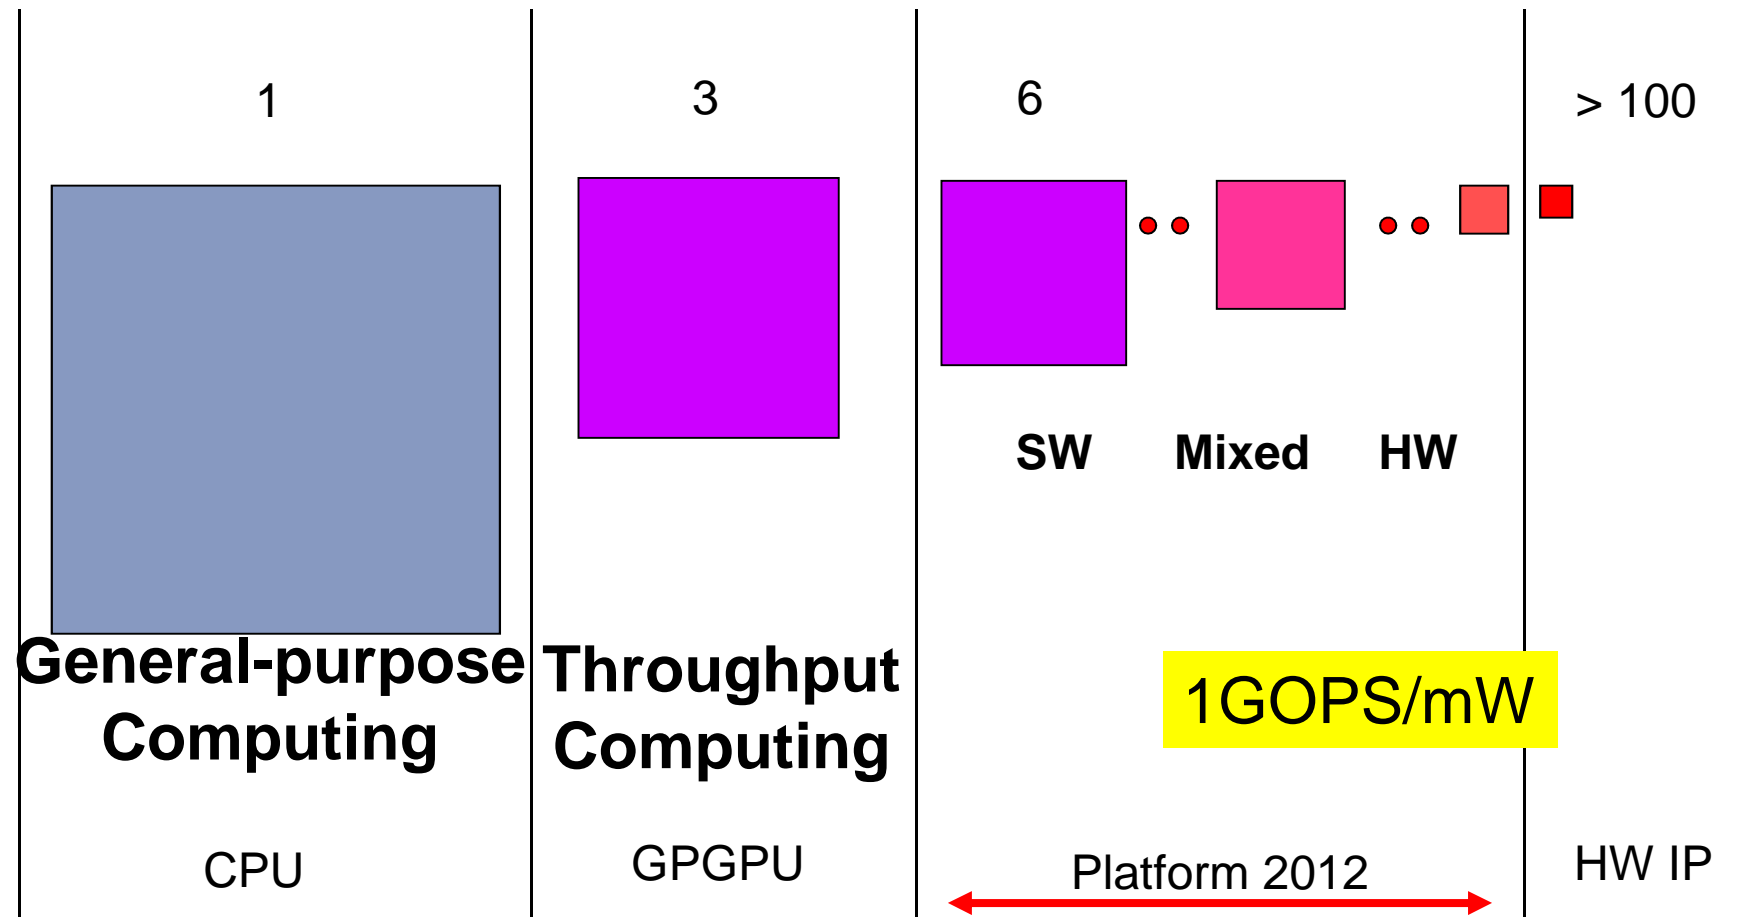 1
3
6
> 100
SW
Mixed
HW
General-purpose
Computing
Throughput
Computing
1GOPS/mW
CPU
GPGPU
Platform 2012
HW IP